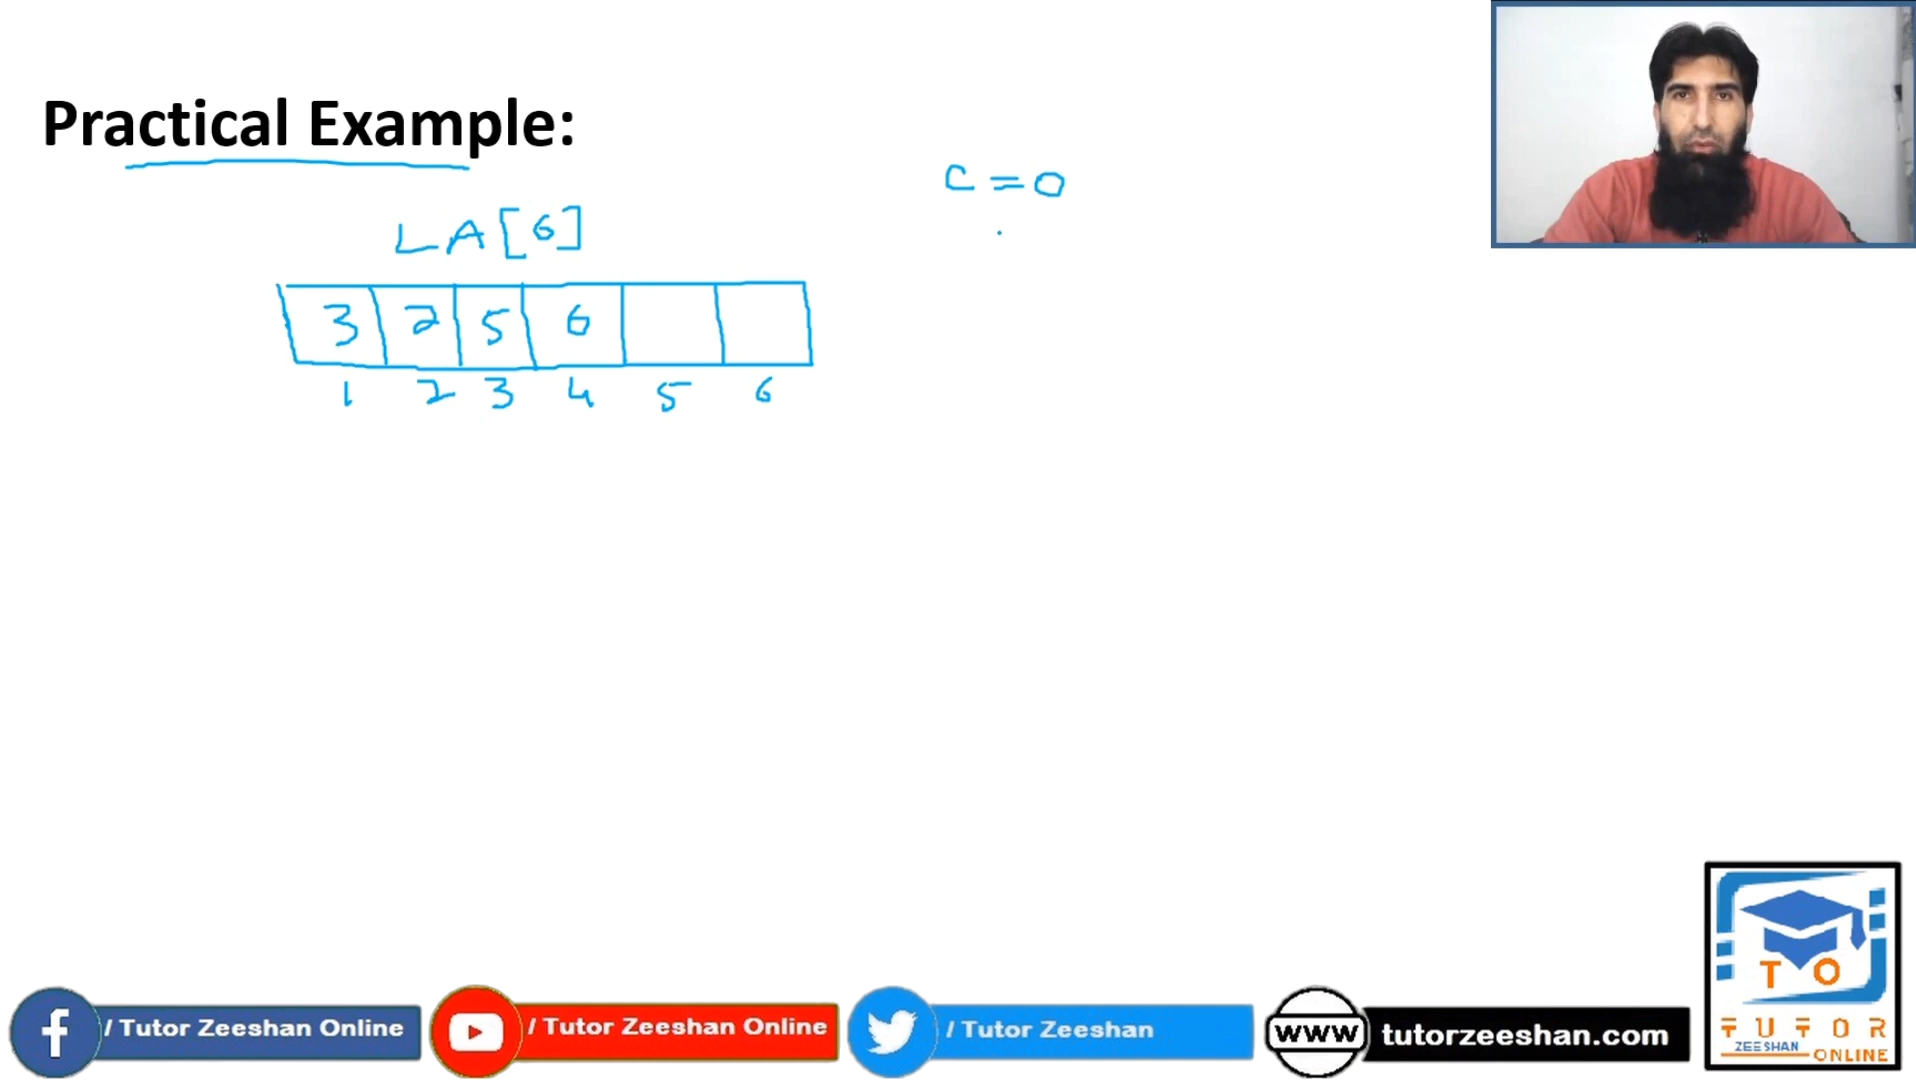 Practical Example:
C = 0
LA[6]
3 2 5 6
1 2 3 4 5 6
/ Tutor Zeeshan Online
/ Tutor Zeeshan Online
/ Tutor Zeeshan
www tutorzeeshan.com
T O
TUTOR
ZEESHAN ONLINE